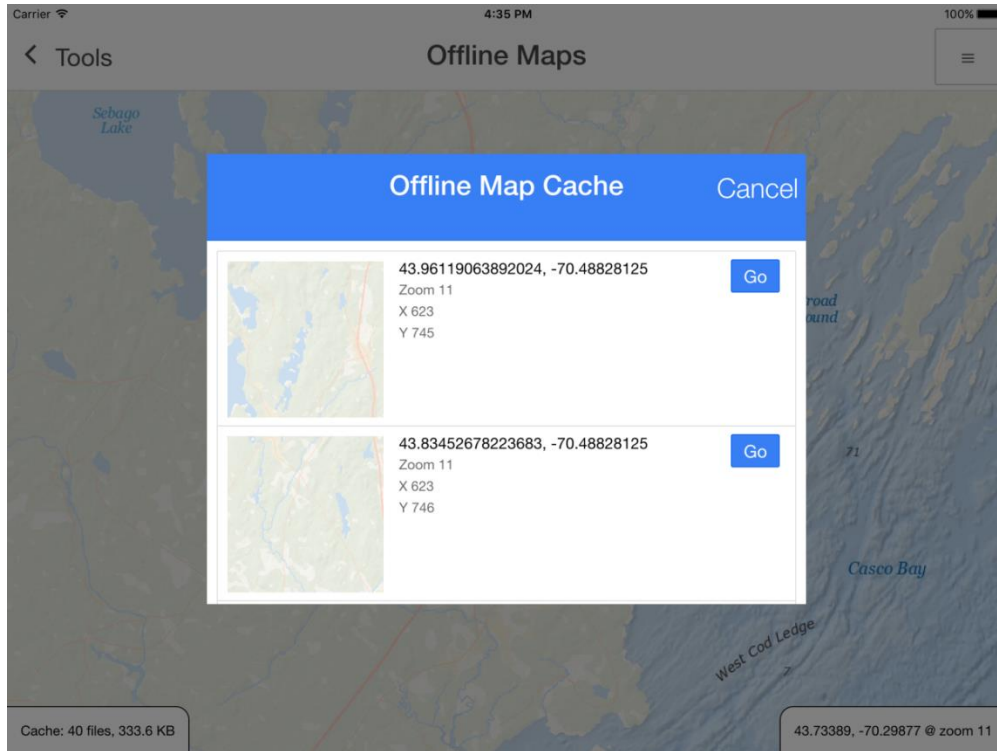 Carrier
4:35 PM
100%
Tools
Offline Maps
Sebago
Lake
Offline Map Cache
Cancel
43.96119063892024, -70.48828125
Go
Zoom 11
X 623
Y 745
43.83452678223683, -70.48828125
Go
Zoom 11
X 623
Y 746
71
Casco Bay
West Cod Ledge
7
Cache: 40 files, 333.6 KB
43.73389, -70.29877 @ zoom 11